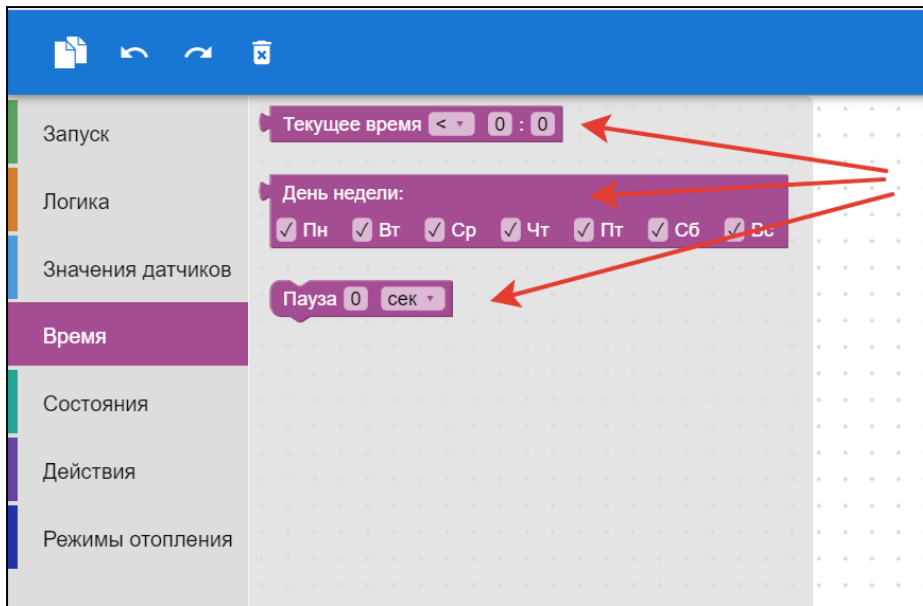 Запуск
Логика
Значения датчиков
Время
Состояния
Действия
Режимы отопления
Текущее время < 0 : 0
День недели:
Пн Вт Ср Чт Пт Сб Вс
Пауза 0 сек